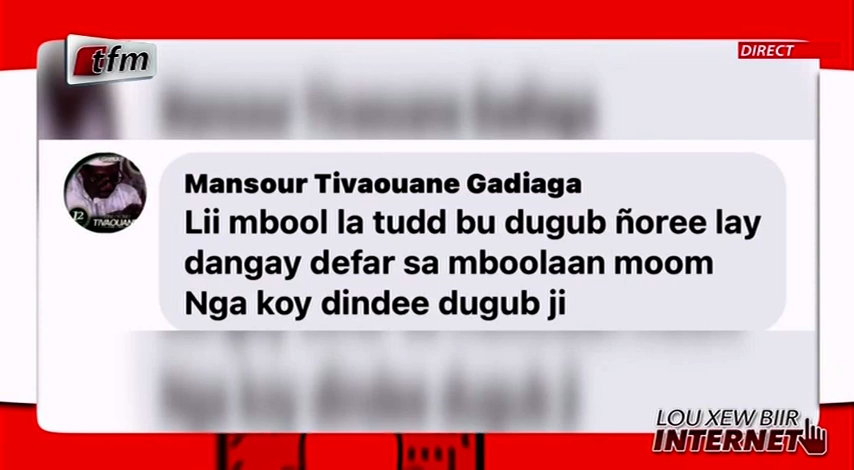 tfm
DIRECT
Mansour Tivaouane Gadiaga
Lii mbool la tudd bu dugub ñoree lay
dangay defar sa mboolaan moom
Nga koy dindee dugub ji
LOU XEW BIIR
INTERNET